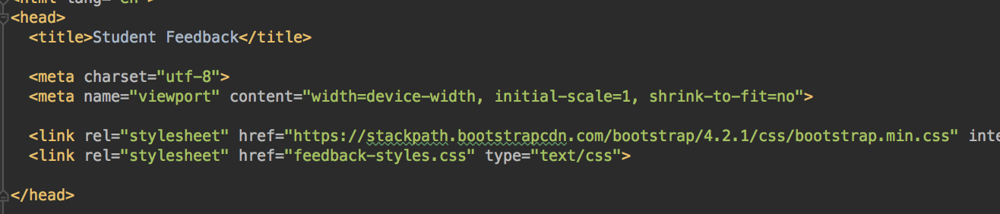 <head>
<title>Student Feedback</title>
<meta charset="utf-8">
<meta name="viewport" content="width=device-width, initial-scale=1, shrink-to-fit=no">
<link rel="stylesheet" href="https://stackpath.bootstrapcdn.com/bootstrap/4.2.1/css/bootstrap.min.css" inte
<link rel="stylesheet" href="feedback-styles.css" type="text/css">
</head>